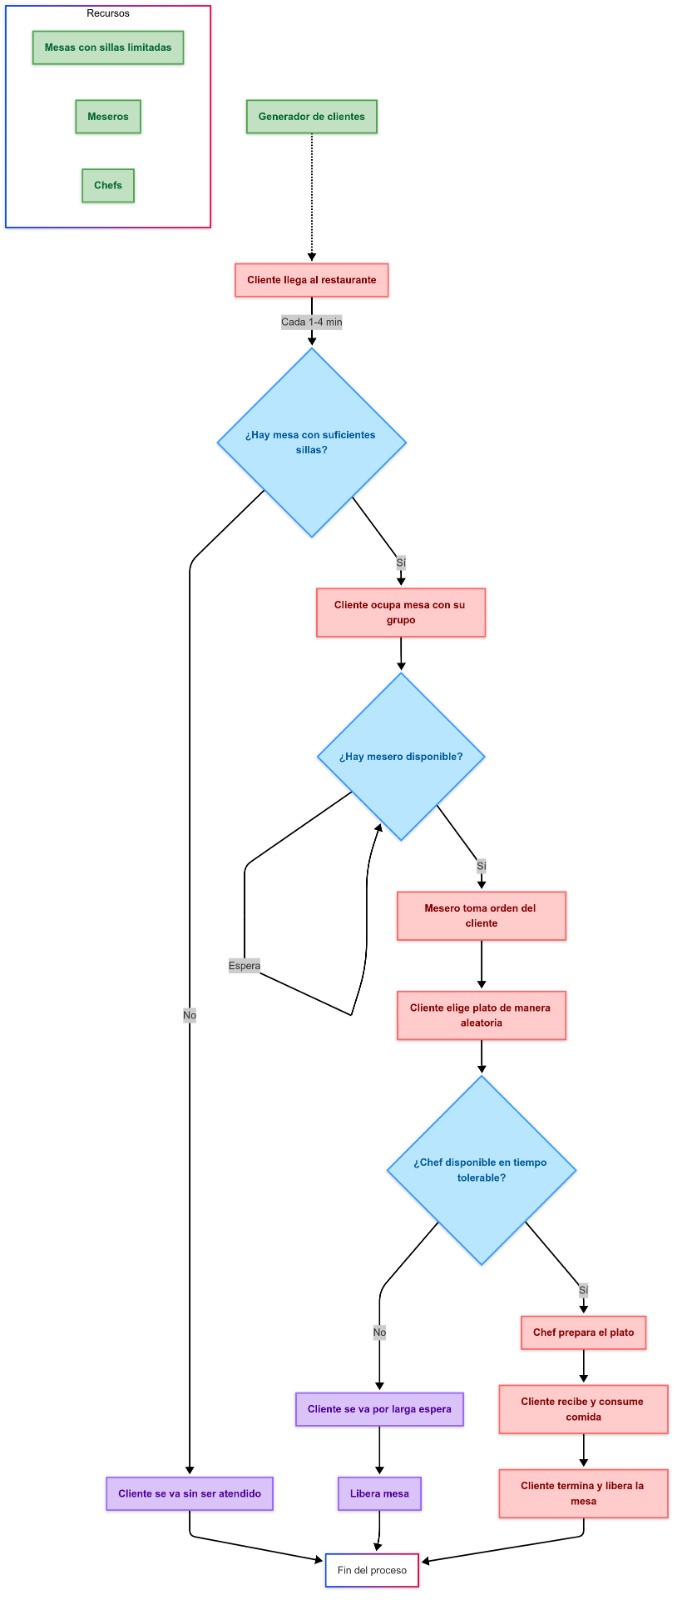 Recursos
Mesas con sillas limitadas
Meseros
Chefs
Generador de clientes
Cliente llega al restaurante
Cada 1-4 min
¿Hay mesa con suficientes
sillas?
Sí
Cliente ocupa mesa con su
grupo
¿Hay mesero disponible?
Sí
Mesero toma orden del
cliente
Espera
Cliente elige plato de manera
aleatoria
No
¿Chef disponible en tiempo
tolerable?
Sí
No
Chef prepara el plato
Cliente se va por larga espera
Cliente recibe y consume
comida
Cliente se va sin ser atendido
Libera mesa
Cliente termina y libera la
mesa
Fin del proceso